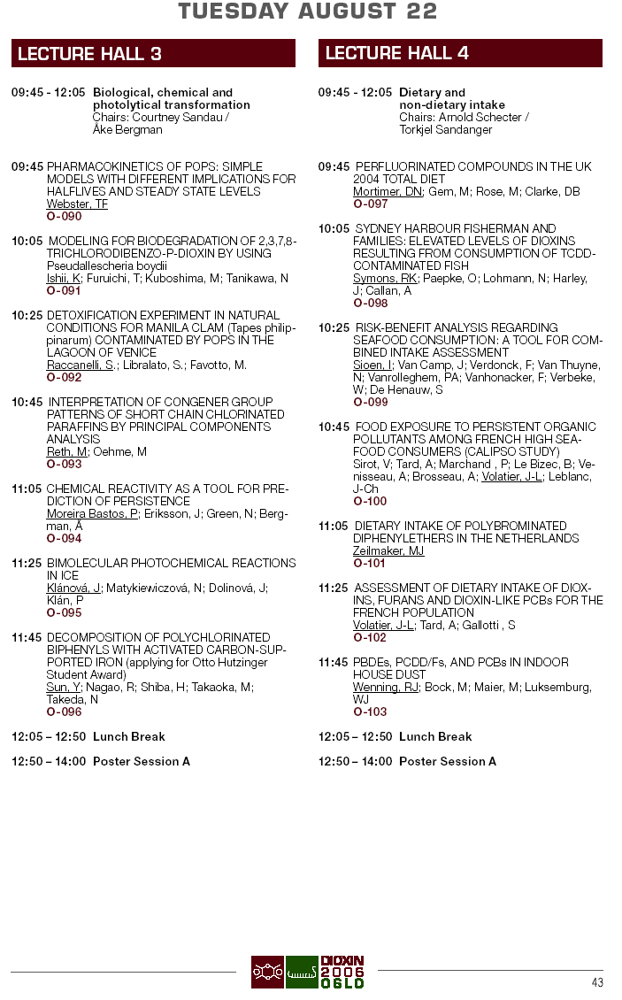 TUESDAY AUGUST 22
LECTURE HALL 3
09:45 - 12:05 Biological, chemical and
photolytical transformation
Chairs: Courtney Sandau /
Åke Bergman
09:45 PHARMACOKINETICS OF POPS: SIMPLE
MODELS WITH DIFFERENT IMPLICATIONS FOR
HALFLIVES AND STEADY STATE LEVELS
Webster, TF
O-090
10:05 MODELING FOR BIODEGRADATION OF 2,3,7,8-
TRICHLORODIBENZO-P-DIOXIN BY USING
Pseudallescheria boydii
Ishii, K; Furuichi, T; Kuboshima, M; Tanikawa, N
O-091
10:25 DETOXIFICATION EXPERIMENT IN NATURAL
CONDITIONS FOR MANILA CLAM (Tapes philip-
pinarum) CONTAMINATED BY POPS IN THE
LAGOON OF VENICE
Raccanelli, S.; Libralato, S.; Favotto, M.
O-092
10:45 INTERPRETATION OF CONGENER GROUP
PATTERNS OF SHORT CHAIN CHLORINATED
PARAFFINS BY PRINCIPAL COMPONENTS
ANALYSIS
Reth, M; Oehme, M
O-093
11:05 CHEMICAL REACTIVITY AS A TOOL FOR PRE-
DICTION OF PERSISTENCE
Moreira Bastos, P; Eriksson, J; Green, N; Berg-
man, Å
O-094
11:25 BIMOLECULAR PHOTOCHEMICAL REACTIONS
IN ICE
Klánová, J; Matykiewiczová, N; Dolinová, J;
Klán, P
O-095
11:45 DECOMPOSITION OF POLYCHLORINATED
BIPHENYLS WITH ACTIVATED CARBON-SUP-
PORTED IRON (applying for Otto Hutzinger
Student Award)
Sun, Y; Nagao, R; Shiba, H; Takaoka, M;
Takeda, N
O-096
12:05 – 12:50 Lunch Break
12:50 – 14:00 Poster Session A
LECTURE HALL 4
09:45 - 12:05 Dietary and
non-dietary intake
Chairs: Arnold Schecter /
Torkjel Sandanger
09:45 PERFLUORINATED COMPOUNDS IN THE UK
2004 TOTAL DIET
Mortimer, DN; Gem, M; Rose, M; Clarke, DB
O-097
10:05 SYDNEY HARBOUR FISHERMAN AND
FAMILIES: ELEVATED LEVELS OF DIOXINS
RESULTING FROM CONSUMPTION OF TCDD-
CONTAMINATED FISH
Symons, RK; Paepke, O; Lohmann, N; Harley,
J; Callan, A
O-098
10:25 RISK-BENEFIT ANALYSIS REGARDING
SEAFOOD CONSUMPTION: A TOOL FOR COM-
BINED INTAKE ASSESSMENT
Sioen, I; Van Camp, J; Verdonck, F; Van Thuyne,
N; Vanrolleghem, PA; Vanhonacker, F; Verbeke,
W; De Henauw, S
O-099
10:45 FOOD EXPOSURE TO PERSISTENT ORGANIC
POLLUTANTS AMONG FRENCH HIGH SEA-
FOOD CONSUMERS (CALIPSO STUDY)
Sirot, V; Tard, A; Marchand , P; Le Bizec, B; Ve-
nisseau, A; Brosseau, A; Volatier, J-L; Leblanc,
J-Ch
O-100
11:05 DIETARY INTAKE OF POLYBROMINATED
DIPHENYLETHERS IN THE NETHERLANDS
Zeilmaker, MJ
O-101
11:25 ASSESSMENT OF DIETARY INTAKE OF DIOX-
INS, FURANS AND DIOXIN-LIKE PCBs FOR THE
FRENCH POPULATION
Volatier, J-L; Tard, A; Gallotti , S
O-102
11:45 PBDEs, PCDD/Fs, AND PCBs IN INDOOR
HOUSE DUST
Wenning, RJ; Bock, M; Maier, M; Luksemburg,
WJ
O-103
12:05 – 12:50 Lunch Break
12:50 – 14:00 Poster Session A
DIOXIN
2006
OSLO
43